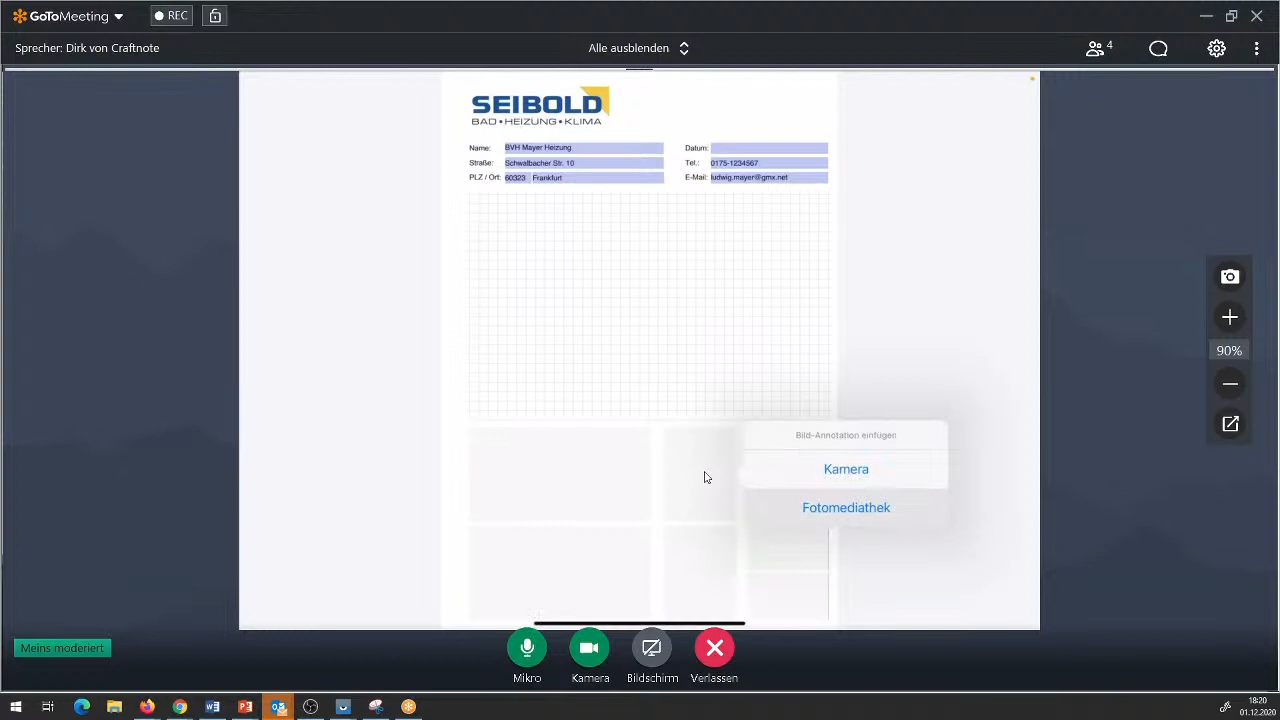 GoToMeeting
REC
Sprecher: Dirk von Craftnote
Alle ausblenden
4
SEIBOLD
BAD•HEIZUNG•KLIMA
Name: BVH Mayer Heizung
Datum:
Straße: Schwalbacher Str. 10
Tel.: 0175-1234567
PLZ / Ort: 60323 Frankfurt
E-Mail: ludwig.mayer@gmx.net
90%
Bild-Annotation einfügen
Kamera
Fotomediathek
Meins moderiert
Mikro
Kamera
Bildschirm
Verlassen
18:20
01.12.2020